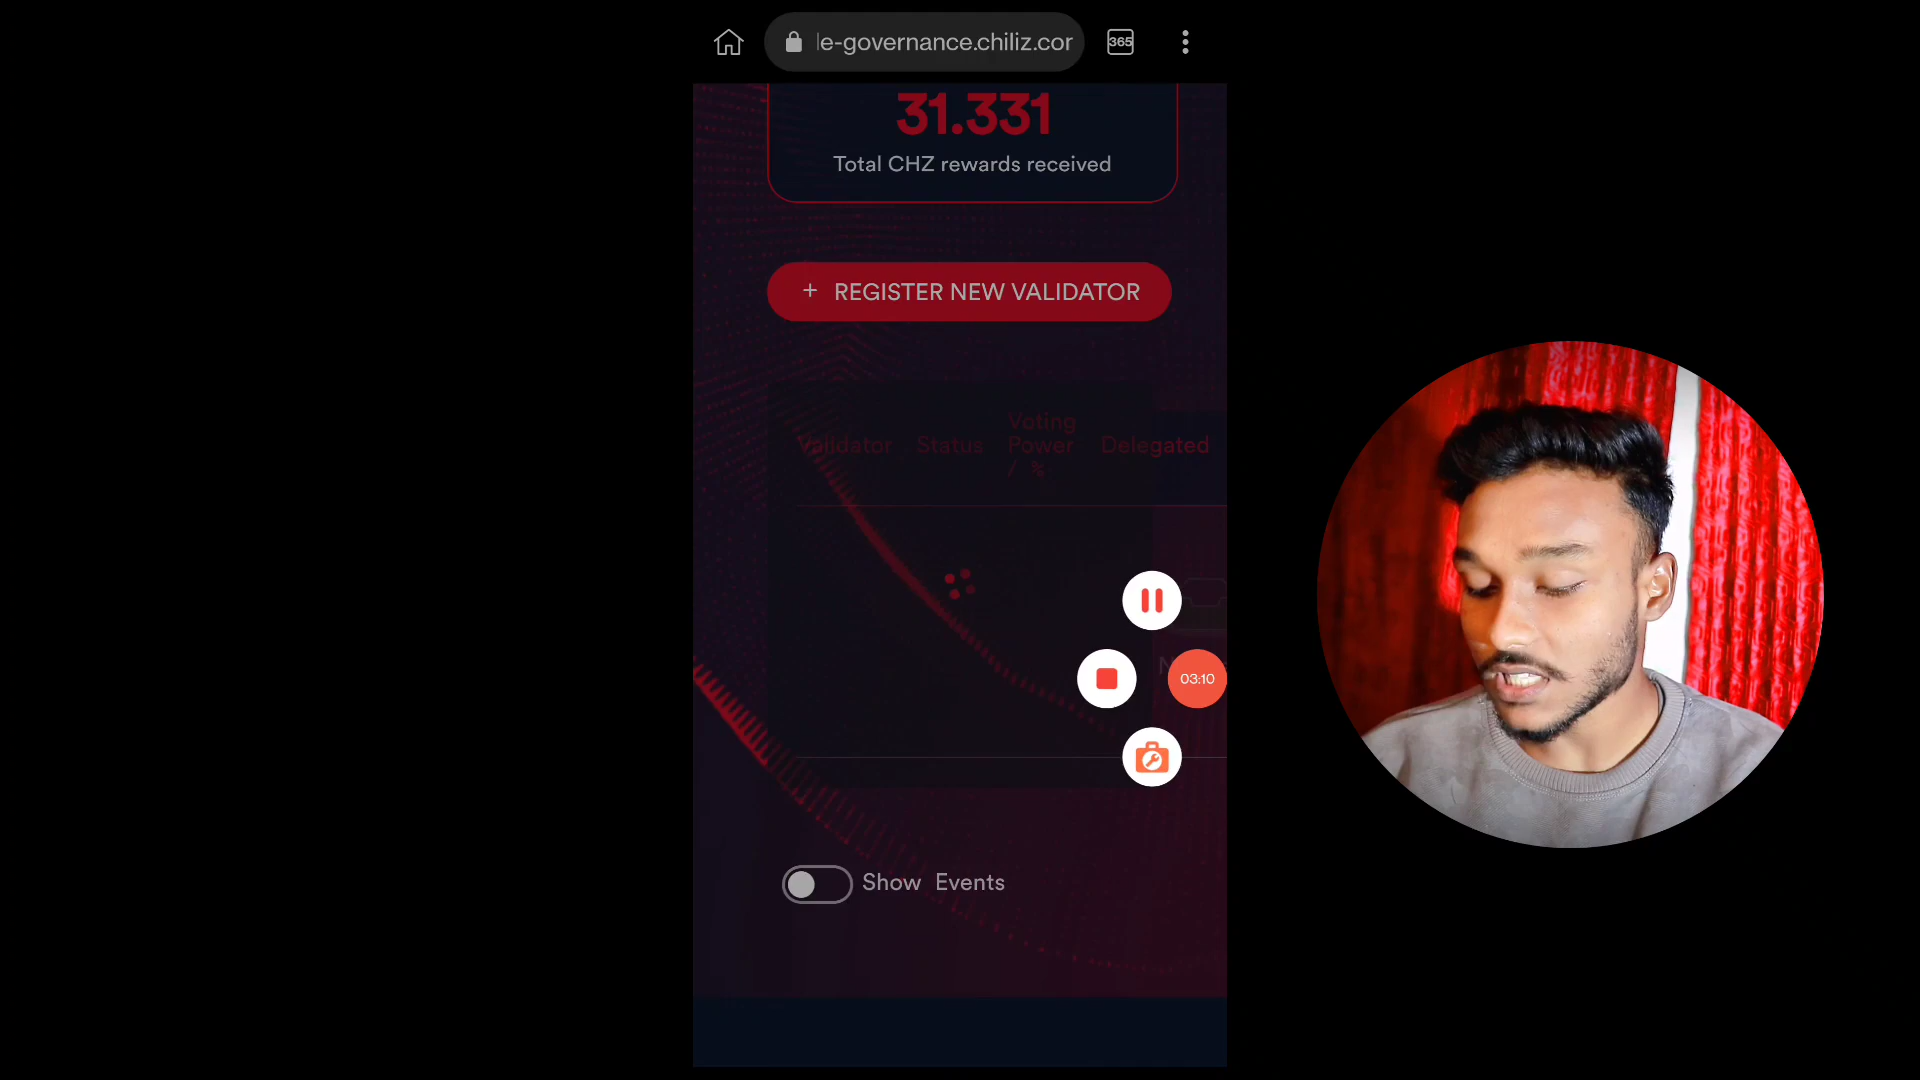 le-governance.chiliz.cor
365
31.331
Total CHZ rewards received
+ REGISTER NEW VALIDATOR
Validator Status Voting Power / % Delegated
03:10
Show Events